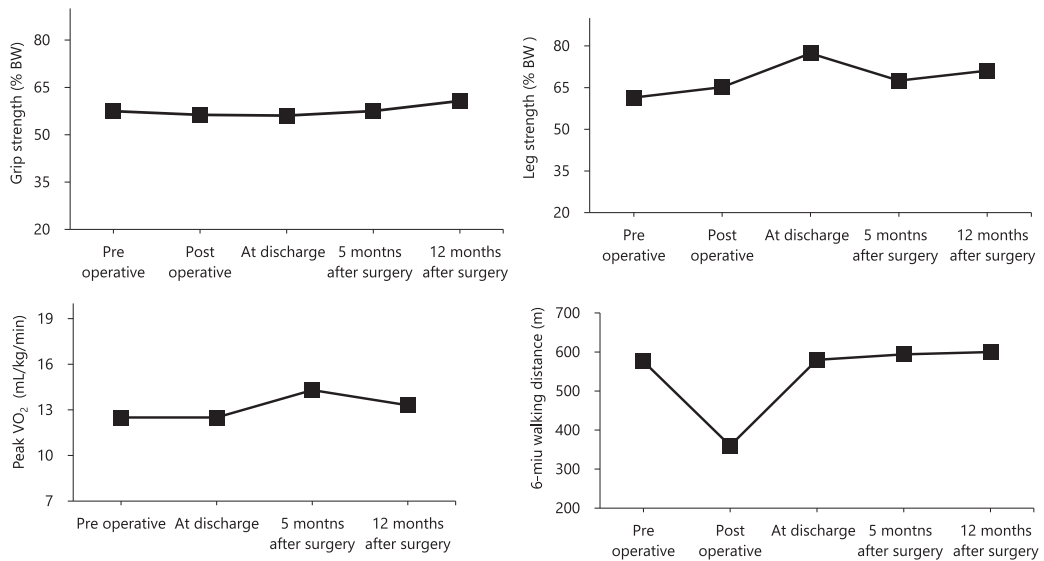 Grip strength (% BW)
80
65
50
35
20
Pre
operative
Post
operative
At discharge
5 montns
after surgery
12 months
after surgery
Leg strength (% BW )
80
65
50
35
20
Pre
operative
Post
operative
At discharge
5 montns
after surgery
12 months
after surgery
Peak VO2 (mL/kg/min)
19
16
13
10
7
Pre operative
At discharge
5 montns
after surgery
12 months
after surgery
6-miu walking distance (m)
700
600
500
400
300
200
Pre
operative
Post
operative
At discharge
5 montns
after surgery
12 months
after surgery